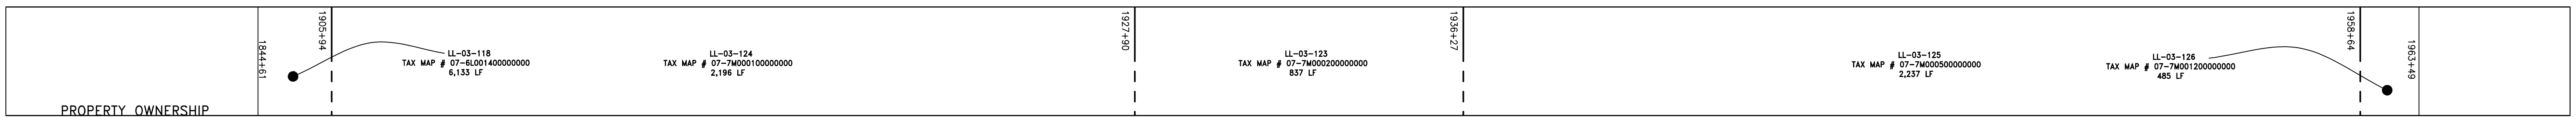 PROPERTY OWNERSHIP
1844+61
1905+94
LL-03-118
TAX MAP # 07-6L001400000000
6,133 LF
LL-03-124
TAX MAP # 07-7M000100000000
2,196 LF
1927+90
LL-03-123
TAX MAP # 07-7M000200000000
837 LF
1936+27
LL-03-125
TAX MAP # 07-7M000500000000
2,237 LF
LL-03-126
TAX MAP # 07-7M001200000000
485 LF
1958+64
1963+49